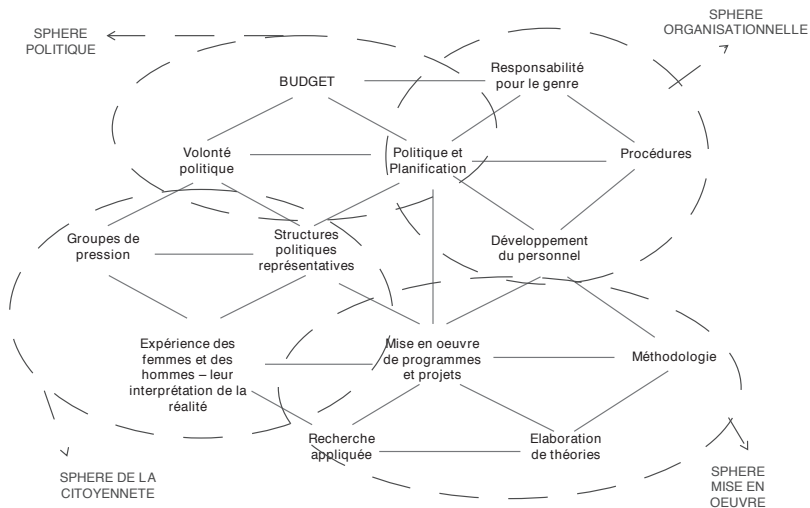 SPHERE
POLITIQUE
SPHERE
ORGANISATIONNELLE
BUDGET
Responsabilité
pour le genre
Volonté
politique
Politique et
Planification
Procédures
Groupes de
pression
Structures
politiques
représentatives
Développement
du personnel
Expérience des
femmes et des
hommes – leur
interprétation de la
réalité
Mise en oeuvre
de programmes
et projets
Méthodologie
Recherche
appliquée
Elaboration
de théories
SPHERE DE LA
CITOYENNETE
SPHERE
MISE EN
OEUVRE